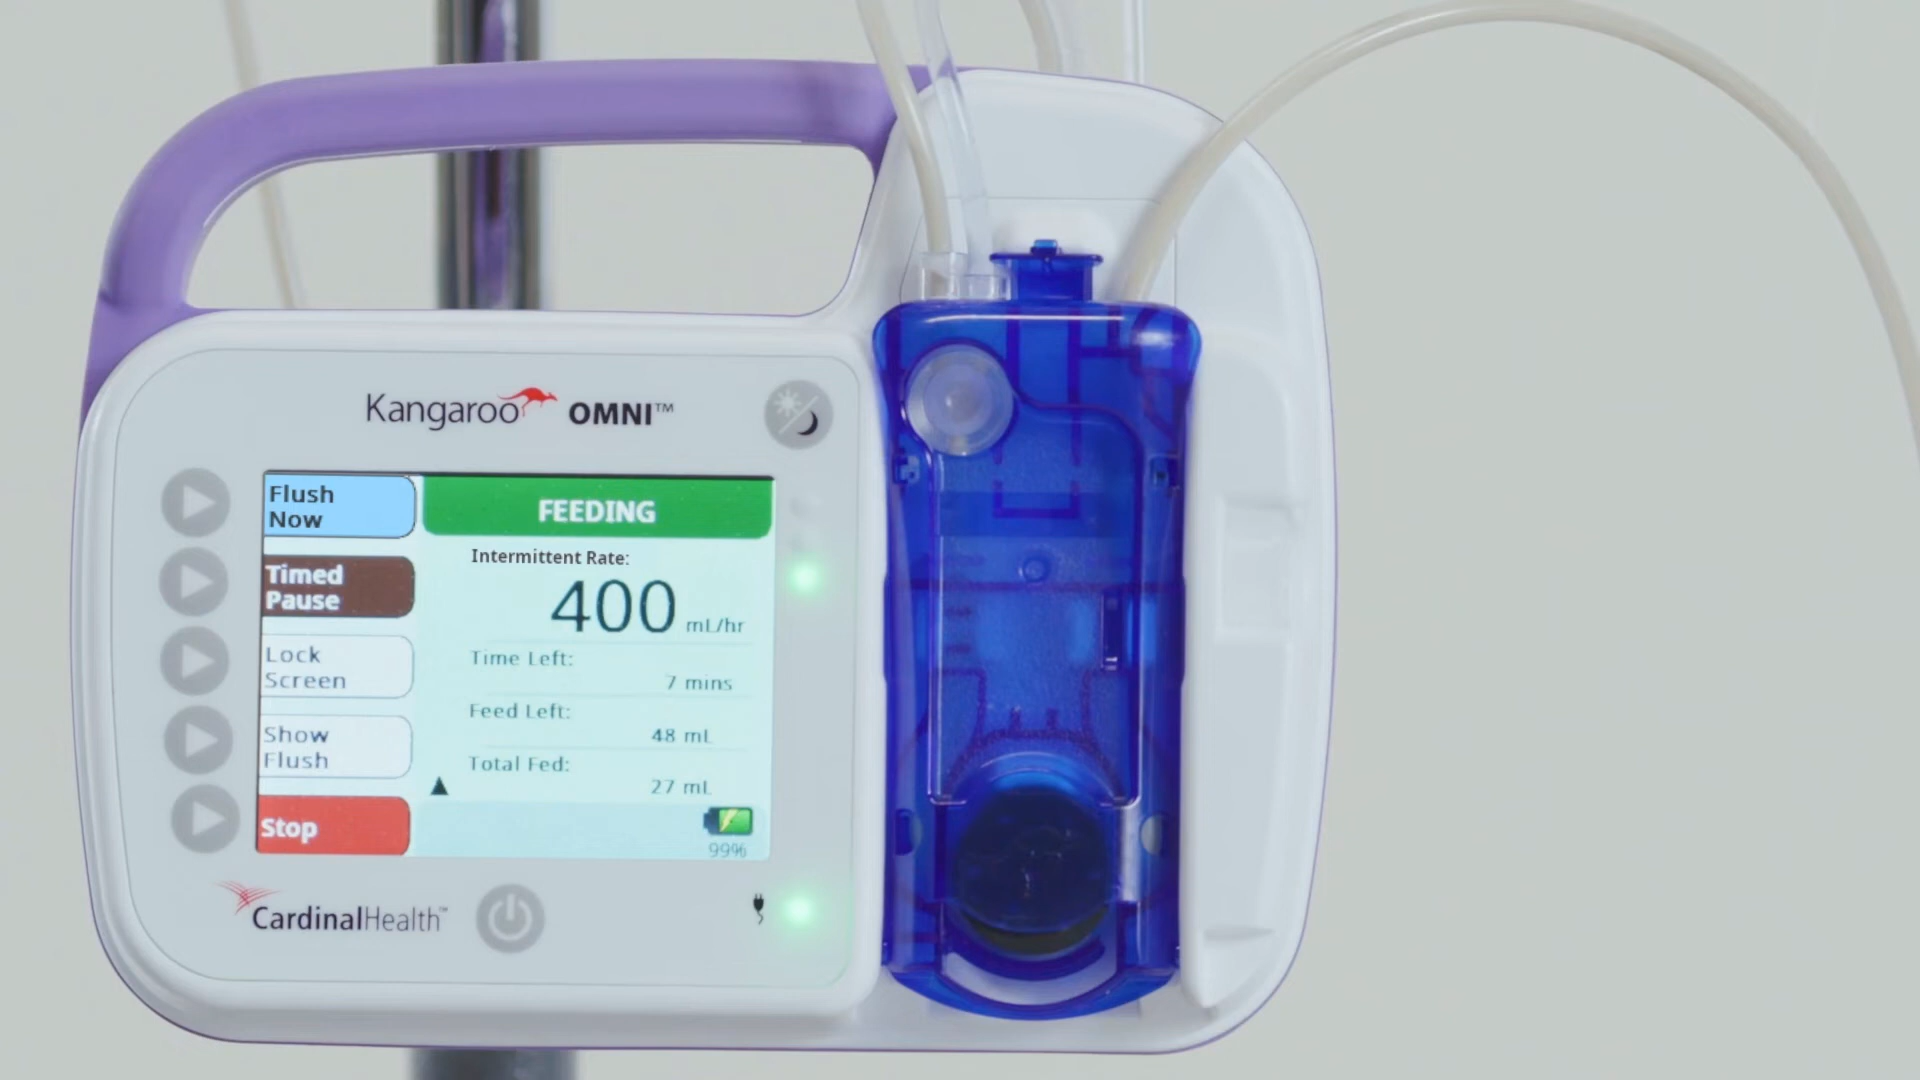 Kangaroo OMNI™
Flush
Now
FEEDING
Intermittent Rate:
Timed
Pause
400 mL/hr
Lock
Screen
Time Left:
7 mins
Show
Flush
Feed Left:
48 mL
Total Fed:
27 mL
Stop
99%
CardinalHealth™